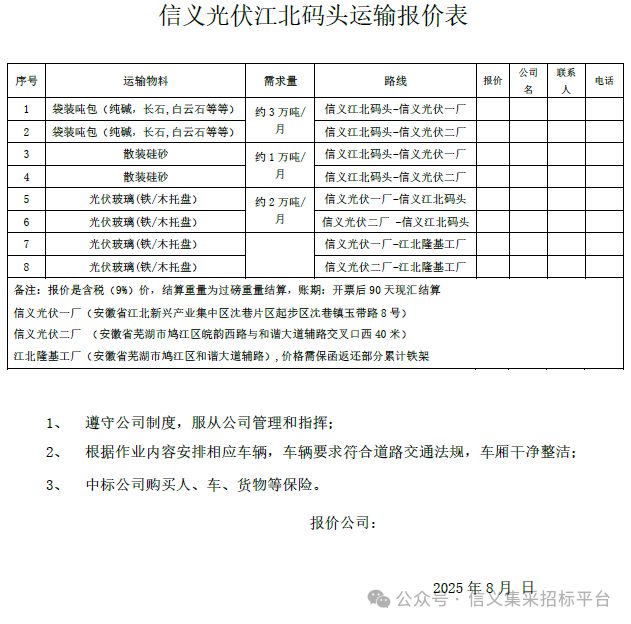 信义光伏江北码头运输报价表
序号 运输物料 需求量 路线 报价 公司名 联系人 电话
1 袋装吨包（纯碱，长石,白云石等等） 约3万吨/月 信义江北码头-信义光伏一厂
2 袋装吨包（纯碱，长石,白云石等等） 信义江北码头-信义光伏二厂
3 散装硅砂 约1万吨/月 信义江北码头-信义光伏一厂
4 散装硅砂 信义江北码头-信义光伏二厂
5 光伏玻璃(铁/木托盘） 约2万吨/月 信义光伏一厂-信义江北码头
6 光伏玻璃(铁/木托盘） 信义光伏二厂 -信义江北码头
7 光伏玻璃(铁/木托盘） 信义光伏一厂-江北隆基工厂
8 光伏玻璃(铁/木托盘） 信义光伏二厂-江北隆基工厂
备注：报价是含税（9%）价，结算重量为过磅重量结算，账期：开票后90天现汇结算
信义光伏一厂（安徽省江北新兴产业集中区沈巷片区起步区沈巷镇玉带路8号）
信义光伏二厂 （安徽省芜湖市鸠江区皖韵西路与和谐大道辅路交叉口西40米）
江北隆基工厂（安徽省芜湖市鸠江区和谐大道辅路）,价格需保函返还部分累计铁架
1、 遵守公司制度，服从公司管理和指挥；
2、 根据作业内容安排相应车辆，车辆要求符合道路交通法规，车厢干净整洁；
3、 中标公司购买人、车、货物等保险。
报价公司：
2025年8月 日
公众号·信义集采招标平台